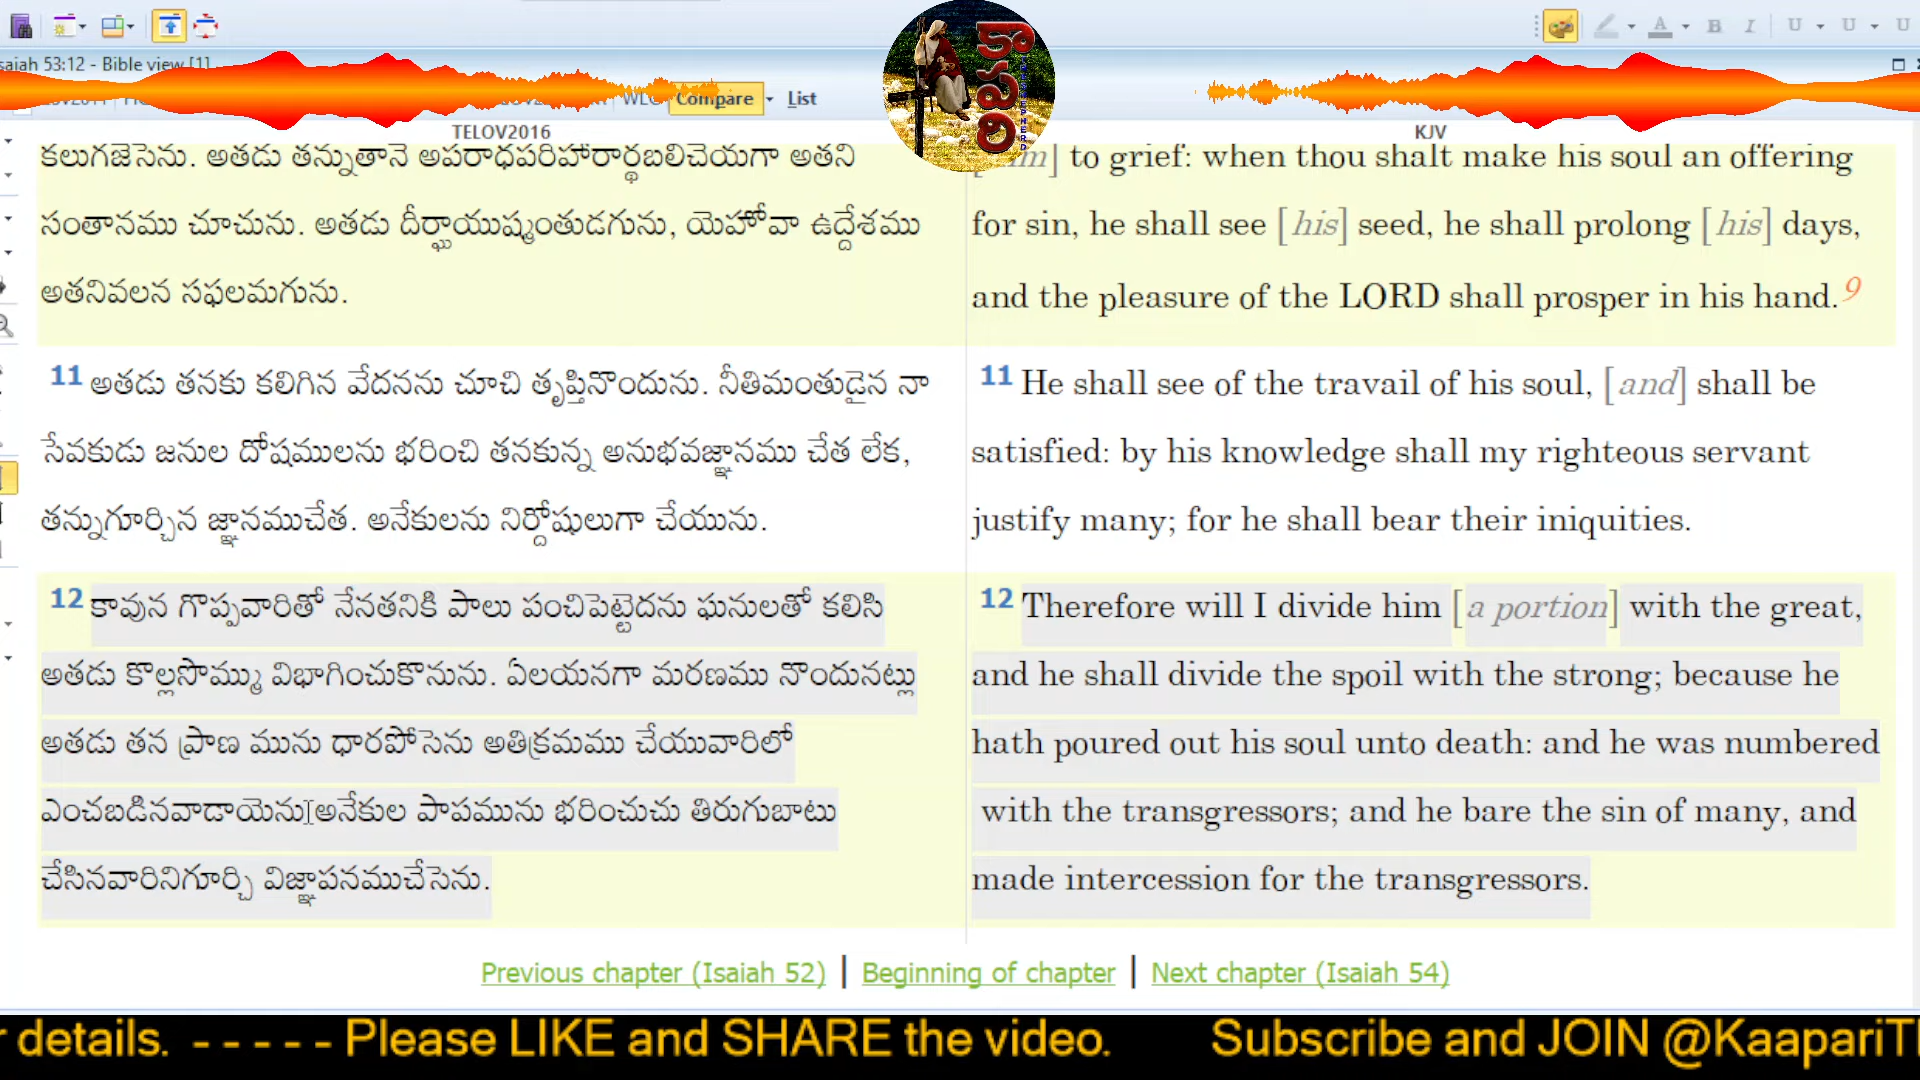 saiah 53:12 - Bible view [1]
Compare
List
TELOV2016
KJV
కలుగజేసెను. అతడు తన్నుతానె అపరాధపరిహారార్థబలిచేయగా అతని
సంతానము చూచును. అతడు దీర్ఘాయుష్మంతుడగును, యెహోవా ఉద్దేశము
అతనివలన సఫలమగును.
to grief: when thou shalt make his soul an offering
for sin, he shall see [his] seed, he shall prolong [his] days,
and the pleasure of the LORD shall prosper in his hand.9
11 అతడు తనకు కలిగిన వేదనను చూచి తృప్తినొందును. నీతిమంతుడైన నా
సేవకుడు జనుల దోషములను భరించి తనకున్న అనుభవజ్ఞానము చేత లేక,
తన్నుగూర్చిన జ్ఞానముచేత. అనేకులను నిర్దోషులుగా చేయును.
11 He shall see of the travail of his soul, [and] shall be
satisfied: by his knowledge shall my righteous servant
justify many; for he shall bear their iniquities.
12 కావున గొప్పవారితో నేనతనికి పాలు పంచిపెట్టెదను ఘనులతో కలిసి
అతడు కొల్లసొమ్ము విభాగించుకొనును. ఏలయనగా మరణము నొందునట్లు
అతడు తన ప్రాణ మును ధారపోసెను అతిక్రమము చేయువారిలో
ఎంచబడినవాడాయెను అనేకుల పాపమును భరించుచు తిరుగుబాటు
చేసినవారినిగూర్చి విజ్ఞాపనముచేసెను.
12 Therefore will I divide him [a portion] with the great,
and he shall divide the spoil with the strong; because he
hath poured out his soul unto death: and he was numbered
with the transgressors; and he bare the sin of many, and
made intercession for the transgressors.
Previous chapter (Isaiah 52) | Beginning of chapter | Next chapter (Isaiah 54)
కాపరి
r details. - - - - - Please LIKE and SHARE the video. Subscribe and JOIN @KaapariT